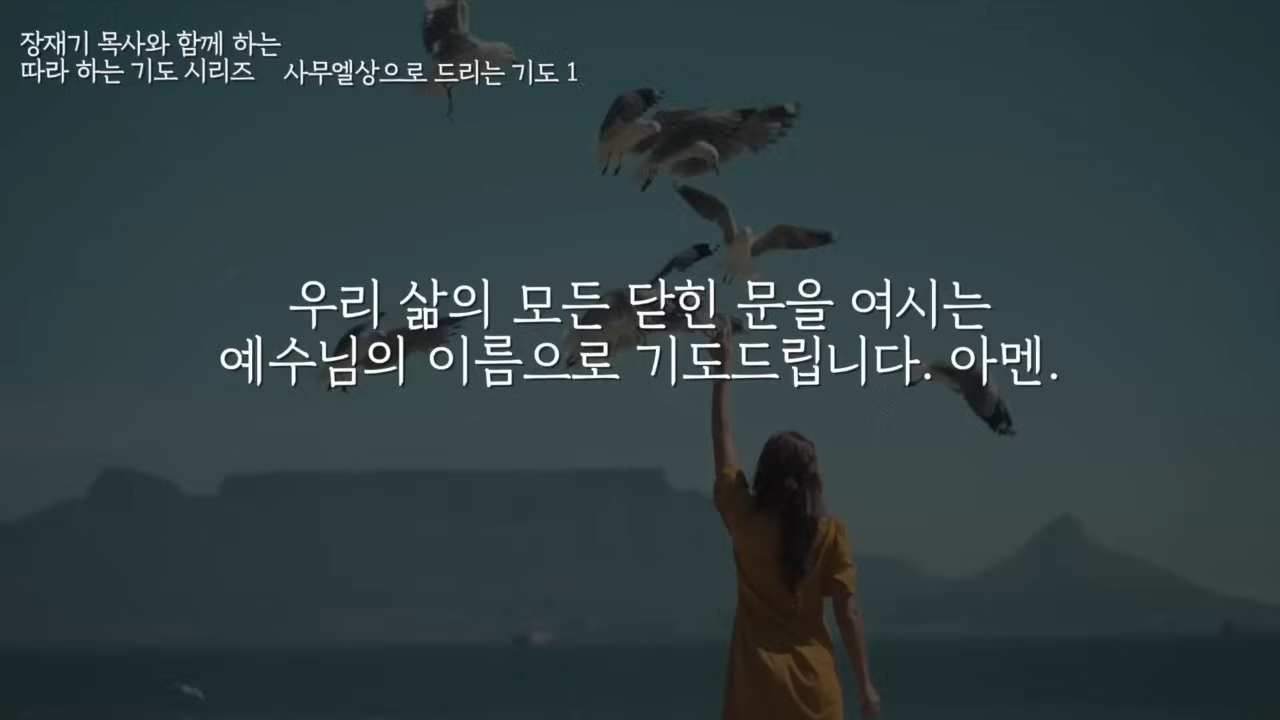 장재기 목사와 함께 하는
따라 하는 기도 시리즈 사무엘상으로 드리는 기도 1
우리 삶의 모든 닫힌 문을 여시는
예수님의 이름으로 기도드립니다. 아멘.